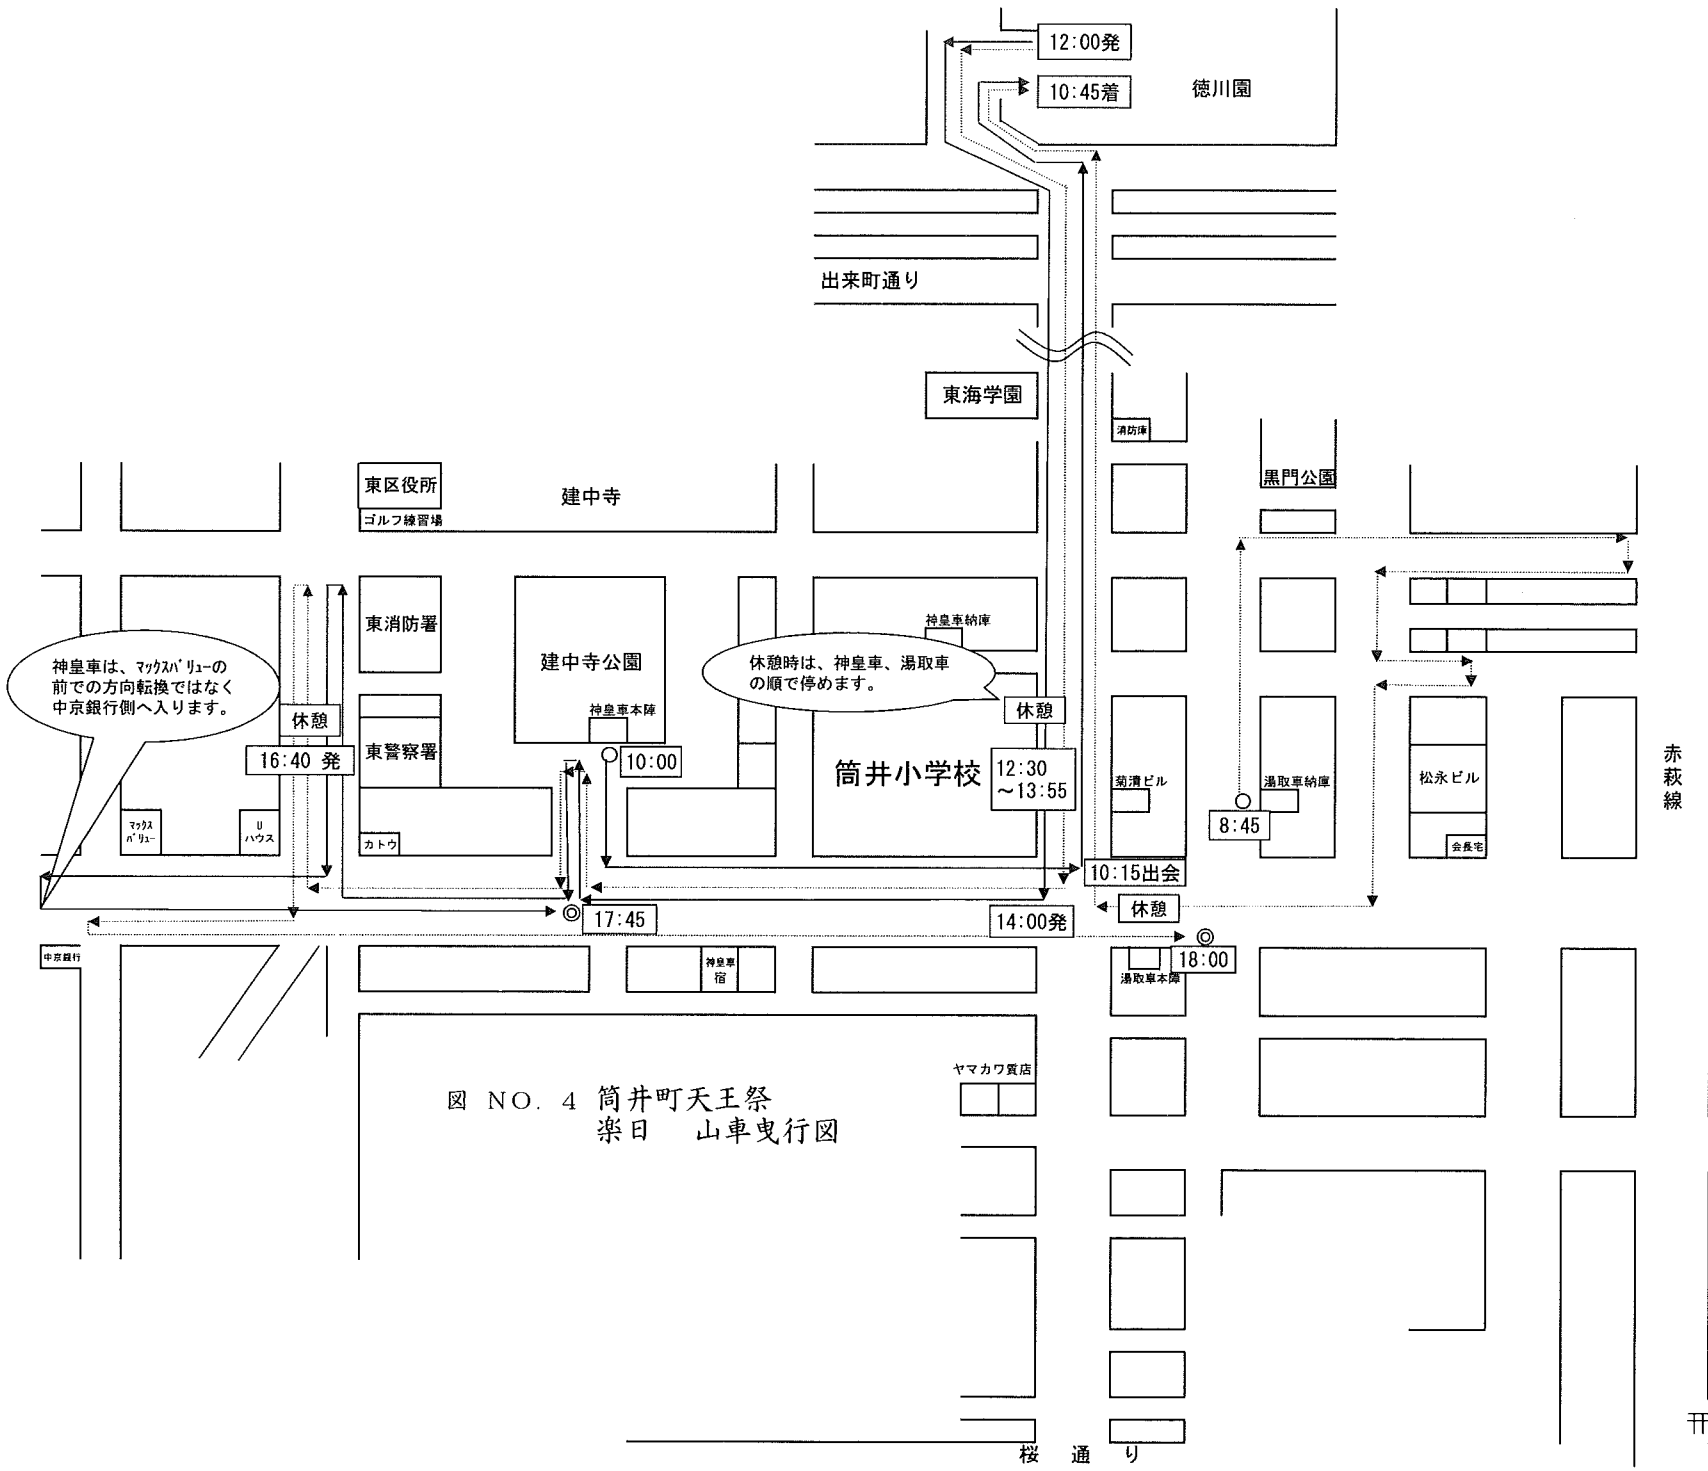 12:00発
10:45着
徳川園
出来町通り
東海学園
消防庫
黒門公園
東区役所
ゴルフ練習場
建中寺
東消防署
建中寺公園
神皇車納庫
神皇車は、マックスバリューの
前での方向転換ではなく
中京銀行側へ入ります。
休憩時は、神皇車、湯取車
の順で停めます。
休憩
16:40 発
東警察署
神皇車本陣
10:00
休憩
筒井小学校
12:30
～13:55
菊清ビル
湯取車納庫
8:45
松永ビル
会長宅
赤萩線
マックス
バリュー
U
ハウス
カトウ
10:15出会
休憩
17:45
14:00発
18:00
中京銀行
神皇車
宿
湯取車本陣
ヤマカワ質店
図 NO. 4 筒井町天王祭
楽日 山車曳行図
桜通り